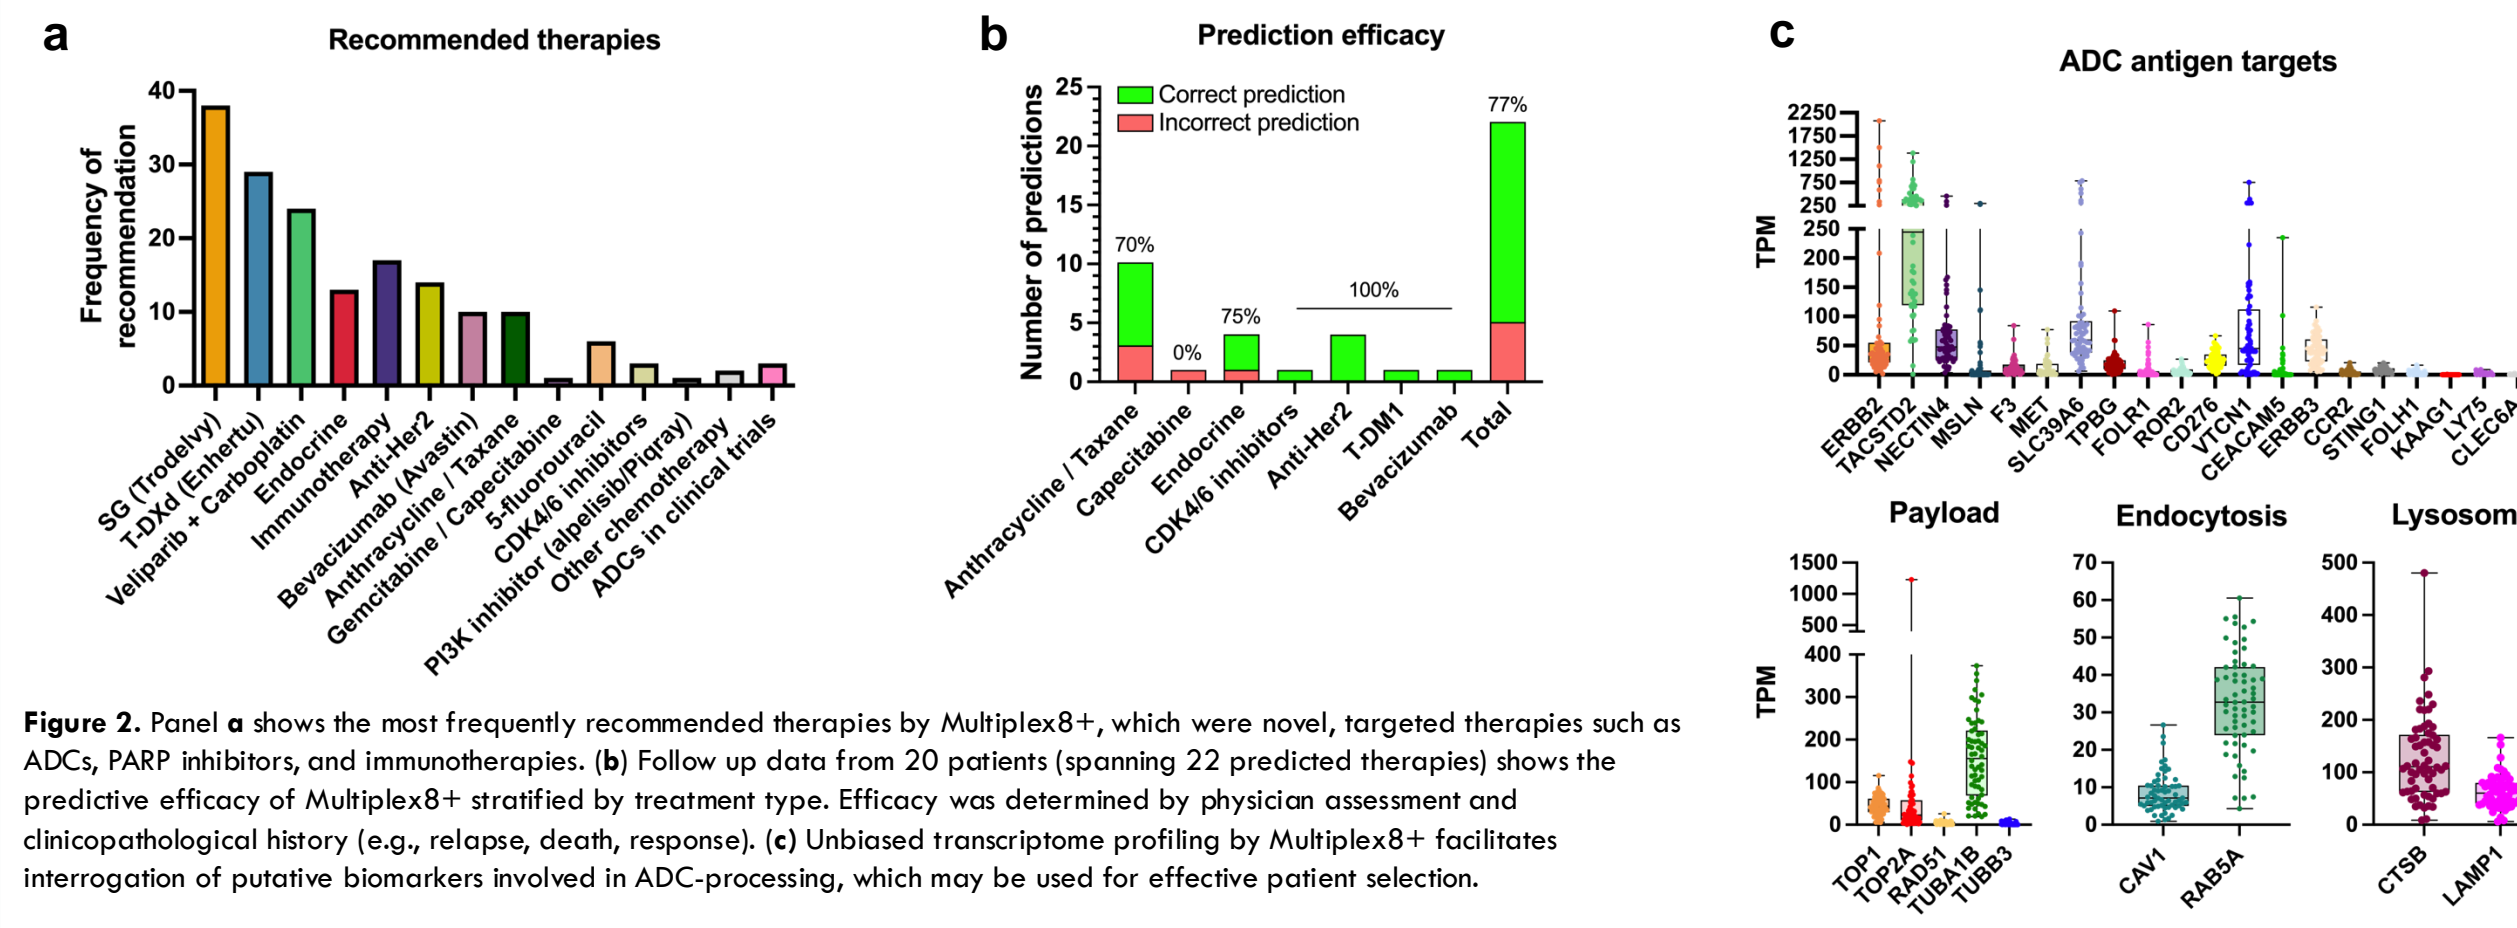 a
Recommended therapies
Frequency of
recommendation
40
30
20
10
0
SG (Trodelvy)
T-DXd (Enhertu)
Veliparib + Carboplatin
Endocrine
Immunotherapy
Anti-Her2
Bevacizumab (Avastin)
Anthracycline / Taxane
Gemcitabine / Capecitabine
5-fluorouracil
CDK4/6 inhibitors
PI3K inhibitor (alpelisib/Piqray)
Other chemotherapy
ADCs in clinical trials
b
Prediction efficacy
Number of predictions
25
20
15
10
5
0
Correct prediction
Incorrect prediction
70%
0%
75%
100%
77%
Anthracycline / Taxane
Capecitabine
Endocrine
CDK4/6 inhibitors
Anti-Her2
T-DM1
Bevacizumab
Total
c
ADC antigen targets
TPM
2250
1750
1250
750
250
250
200
150
100
50
0
ERBB2
TACSTD2
NECTIN4
MSLN
F3
MET
SLC39A6
TPBG
FOLR1
ROR2
CD276
VTCN1
CEACAM5
ERBB3
CCR2
STING1
FOLH1
KAAG1
LY75
CLEC6A
Payload
TPM
1500
1000
500
400
300
200
100
0
TOP1
TOP2A
RAD51
TUBA1B
TUBB3
Endocytosis
70
60
50
40
30
20
10
0
CAV1
RAB5A
Lysosom
500
400
300
200
100
0
CTSB
LAMP1
Figure 2. Panel a shows the most frequently recommended therapies by Multiplex8+, which were novel, targeted therapies such as
ADCs, PARP inhibitors, and immunotherapies. (b) Follow up data from 20 patients (spanning 22 predicted therapies) shows the
predictive efficacy of Multiplex8+ stratified by treatment type. Efficacy was determined by physician assessment and
clinicopathological history (e.g., relapse, death, response). (c) Unbiased transcriptome profiling by Multiplex8+ facilitates
interrogation of putative biomarkers involved in ADC-processing, which may be used for effective patient selection.